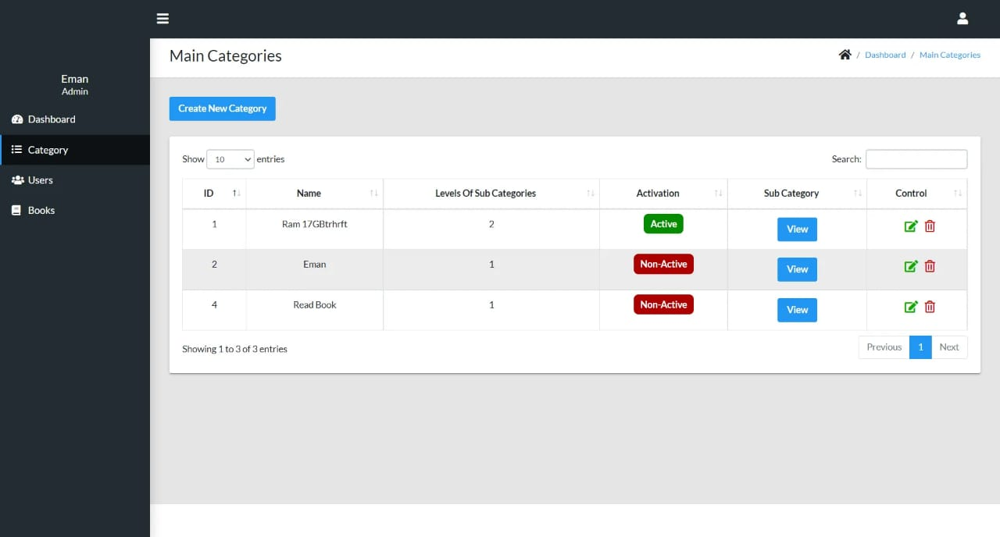 Main Categories
/ Dashboard / Main Categories
Eman
Admin
Dashboard
Category
Users
Books
Create New Category
Show 10 entries
Search:
ID Name Levels Of Sub Categories Activation Sub Category Control
1 Ram 17GBtrhrft 2 Active View
2 Eman 1 Non-Active View
4 Read Book 1 Non-Active View
Showing 1 to 3 of 3 entries
Previous 1 Next